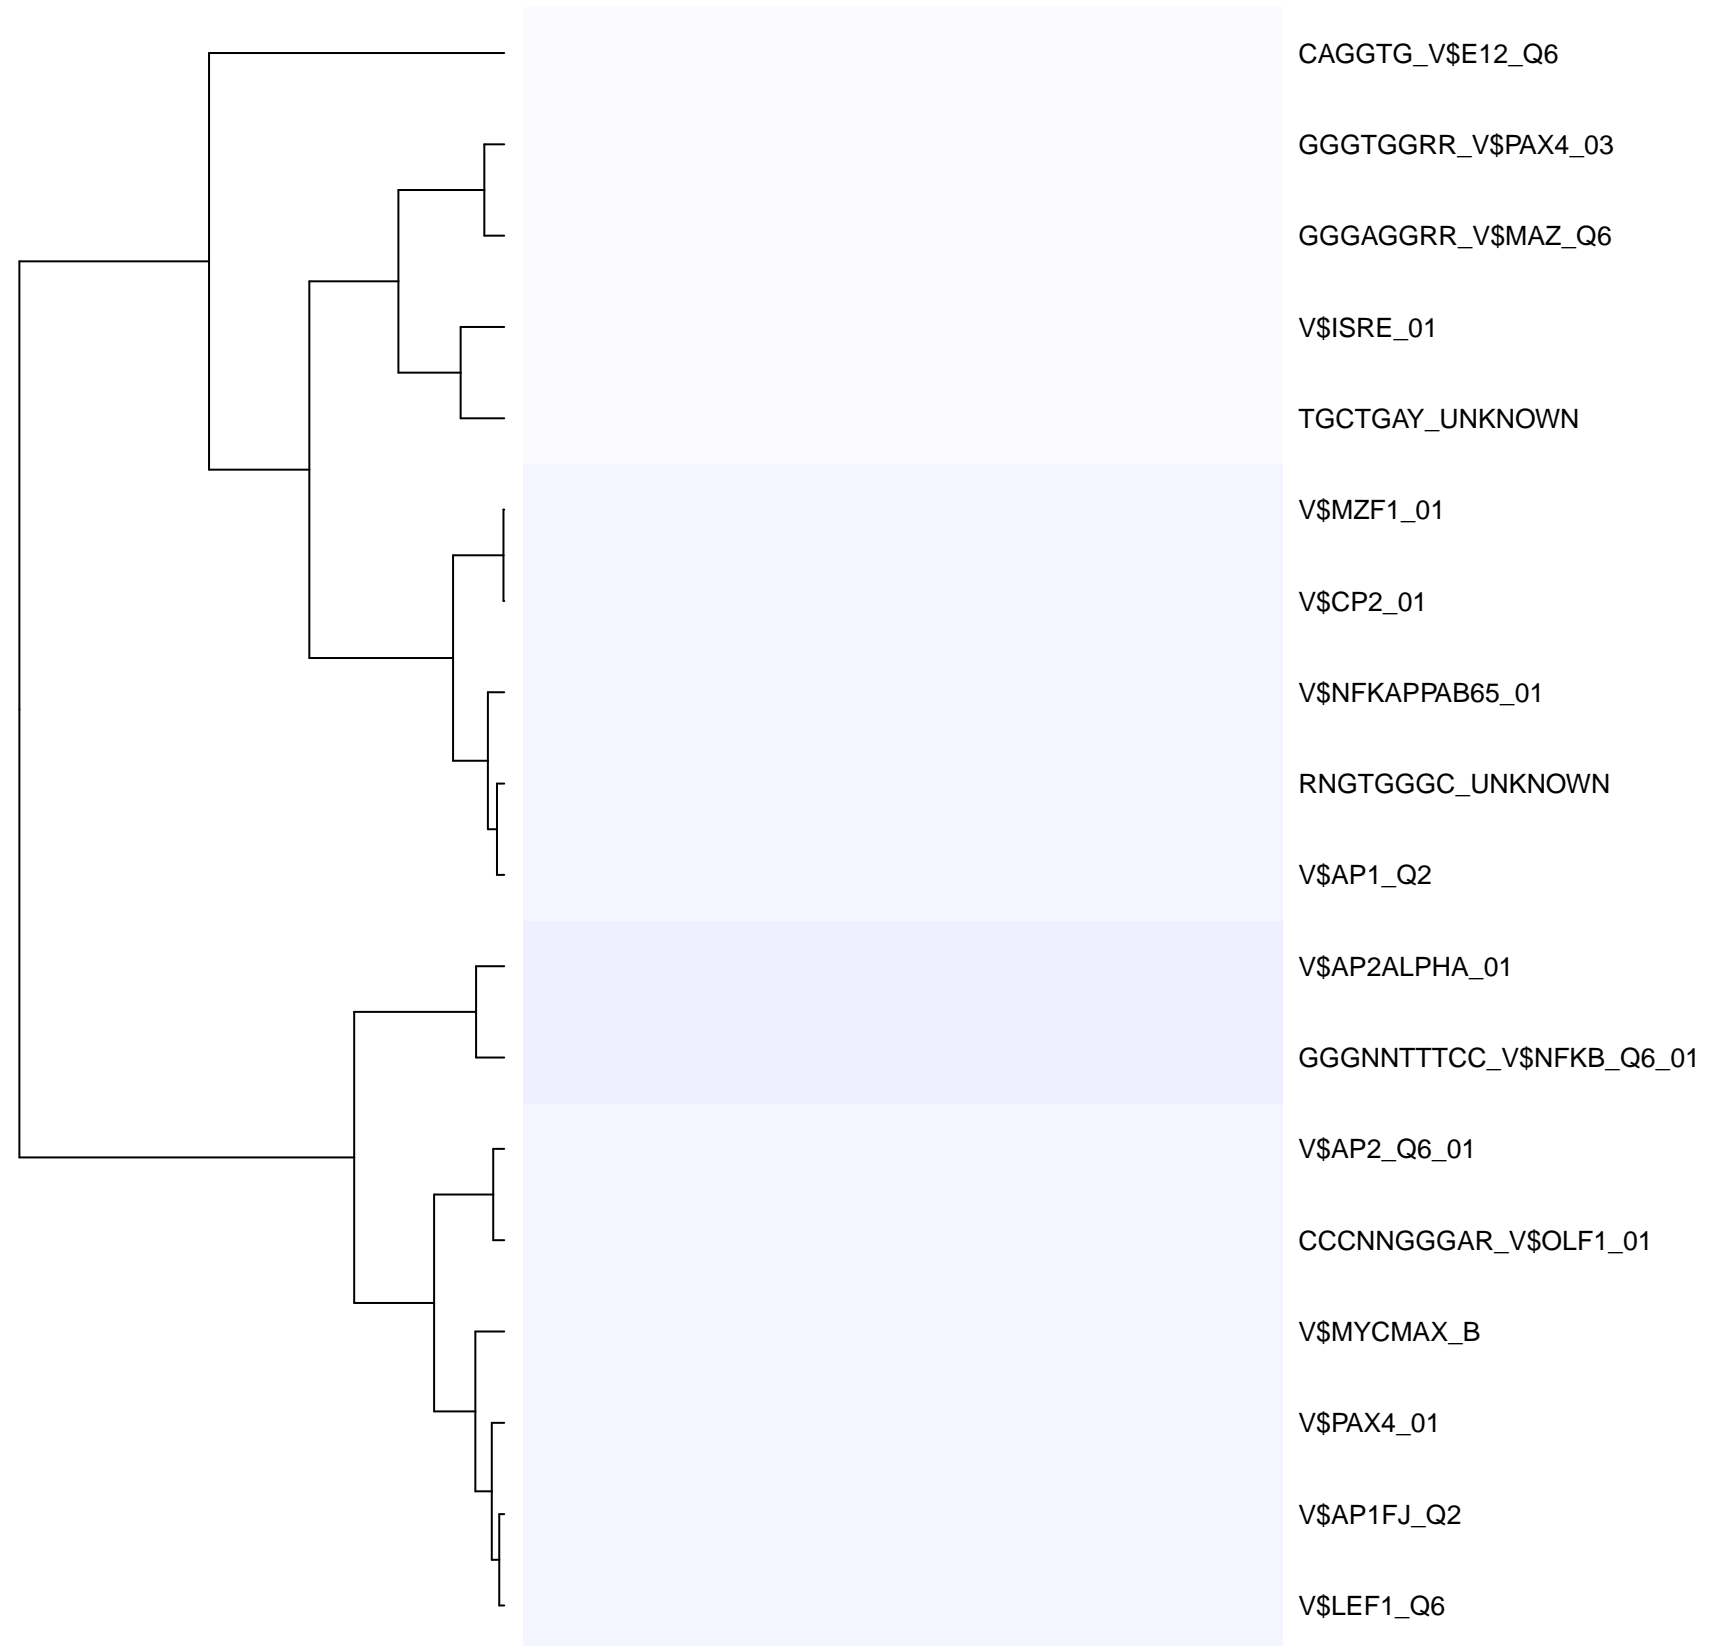 CAGGTG_V$E12_Q6
GGGTGGRR_V$PAX4_03
GGGAGGRR_V$MAZ_Q6
V$ISRE_01
TGCTGAY_UNKNOWN
V$MZF1_01
V$CP2_01
V$NFKAPPAB65_01
RNGTGGGC_UNKNOWN
V$AP1_Q2
V$AP2ALPHA_01
GGGNNTTTCC_V$NFKB_Q6_01
V$AP2_Q6_01
CCCNNGGGAR_V$OLF1_01
V$MYCMAX_B
V$PAX4_01
V$AP1FJ_Q2
V$LEF1_Q6